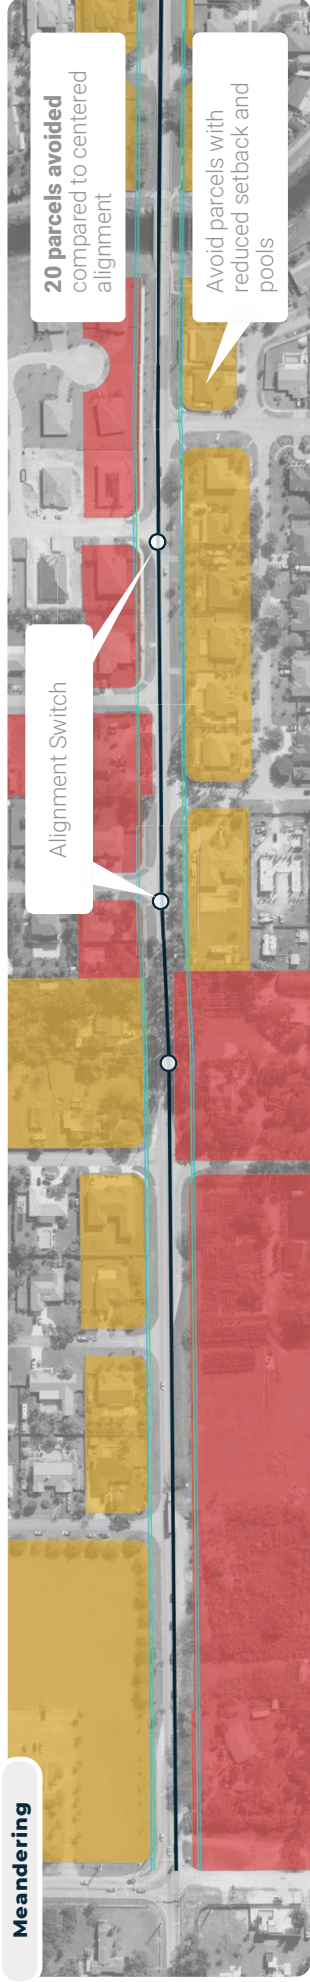 Meandering
Alignment Switch
20 parcels avoided
compared to centered
alignment
Avoid parcels with
reduced setback and
pools